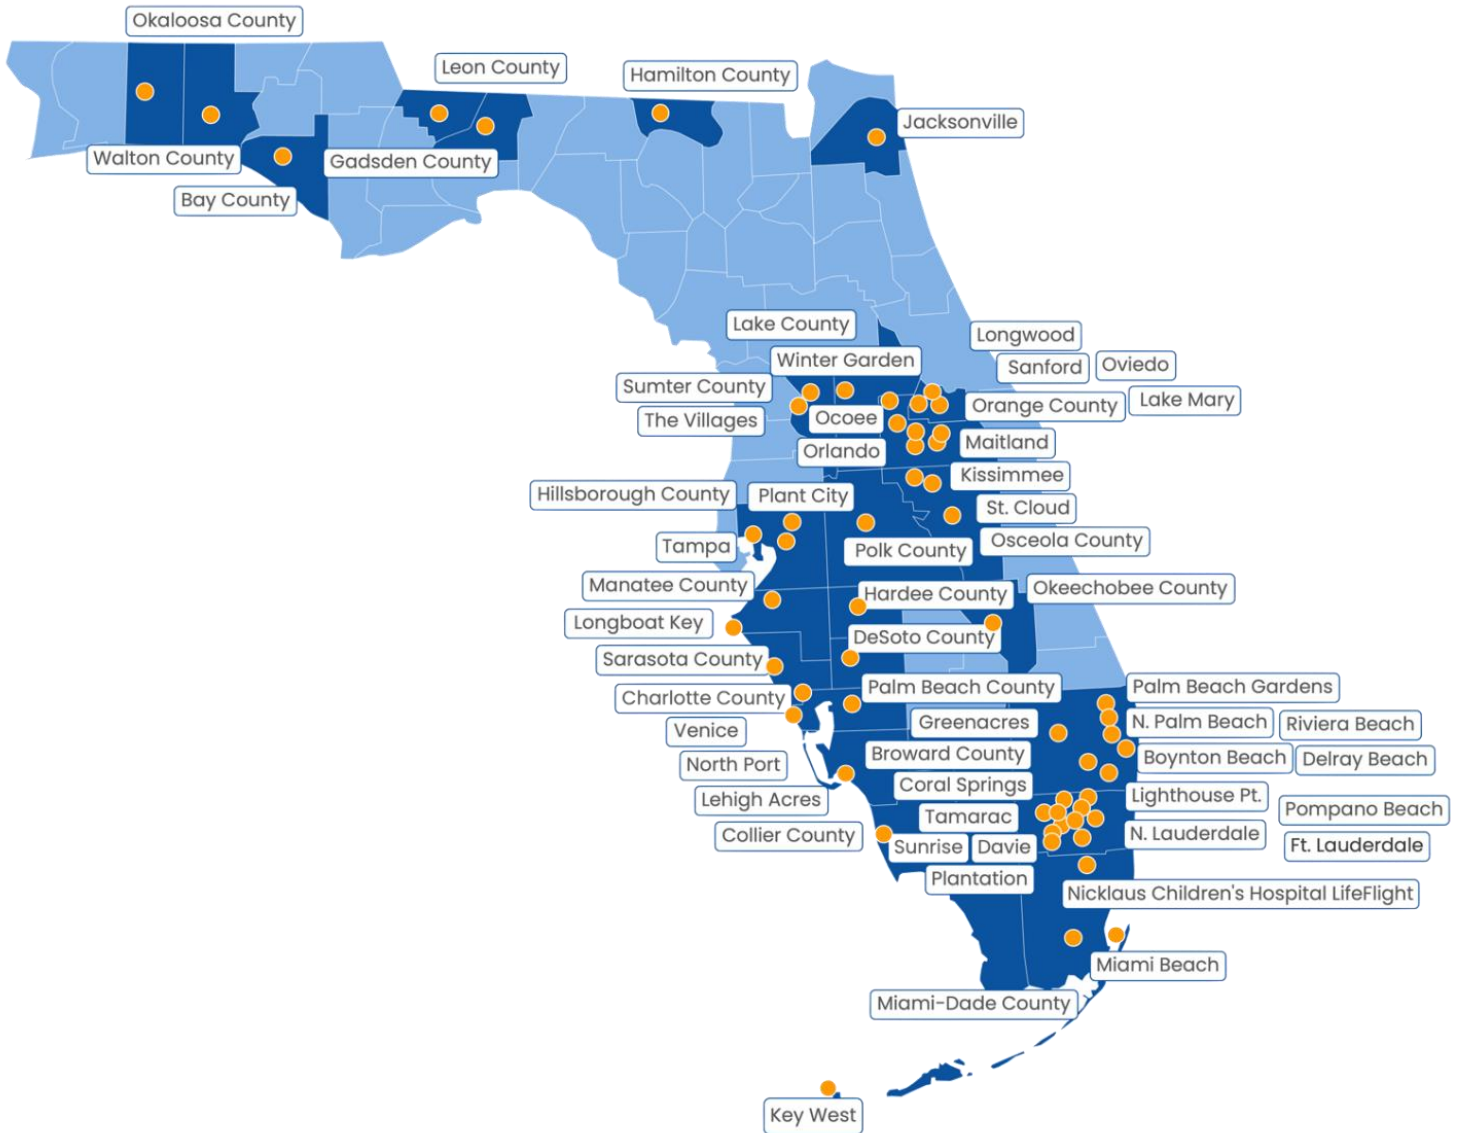 Okaloosa County
Leon County
Hamilton County
Jacksonville
Walton County
Gadsden County
Bay County
Lake County
Longwood
Winter Garden
Sanford
Oviedo
Sumter County
The Villages
Ocoee
Orange County
Lake Mary
Orlando
Maitland
Kissimmee
Hillsborough County
Plant City
St. Cloud
Tampa
Polk County
Osceola County
Manatee County
Hardee County
Okeechobee County
Longboat Key
DeSoto County
Sarasota County
Charlotte County
Palm Beach County
Palm Beach Gardens
Venice
Greenacres
N. Palm Beach
Riviera Beach
North Port
Broward County
Boynton Beach
Delray Beach
Lehigh Acres
Coral Springs
Lighthouse Pt.
Pompano Beach
Collier County
Tamarac
N. Lauderdale
Sunrise
Davie
Ft. Lauderdale
Plantation
Nicklaus Children's Hospital LifeFlight
Miami Beach
Miami-Dade County
Key West